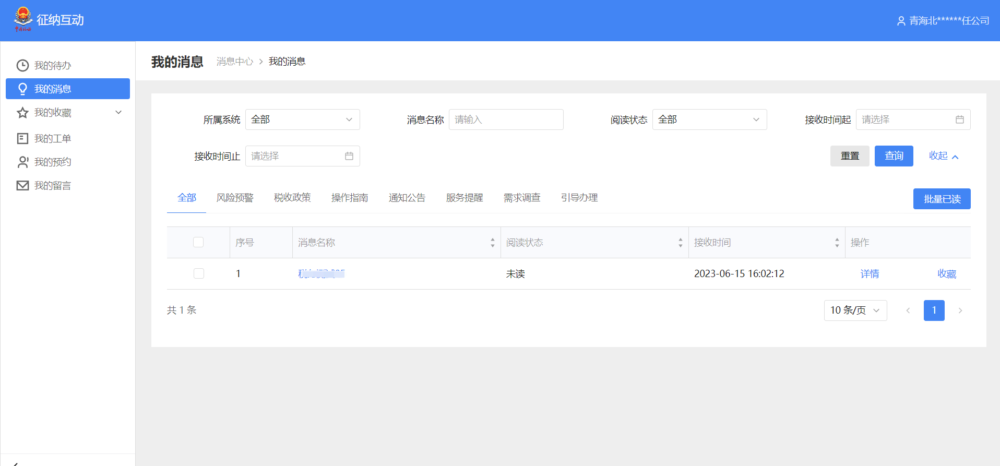 征纳互动
青海北******任公司
我的待办
我的消息
我的收藏
我的工单
我的预约
我的留言
我的消息 消息中心 > 我的消息
所属系统 全部 消息名称 请输入 阅读状态 全部 接收时间起 请选择
接收时间止 请选择 重置 查询 收起
全部 风险预警 税收政策 操作指南 通知公告 服务提醒 需求调查 引导办理 批量已读
序号 消息名称 阅读状态 接收时间 操作
1 未读 2023-06-15 16:02:12 详情 收藏
共 1 条 10 条/页 < 1 >